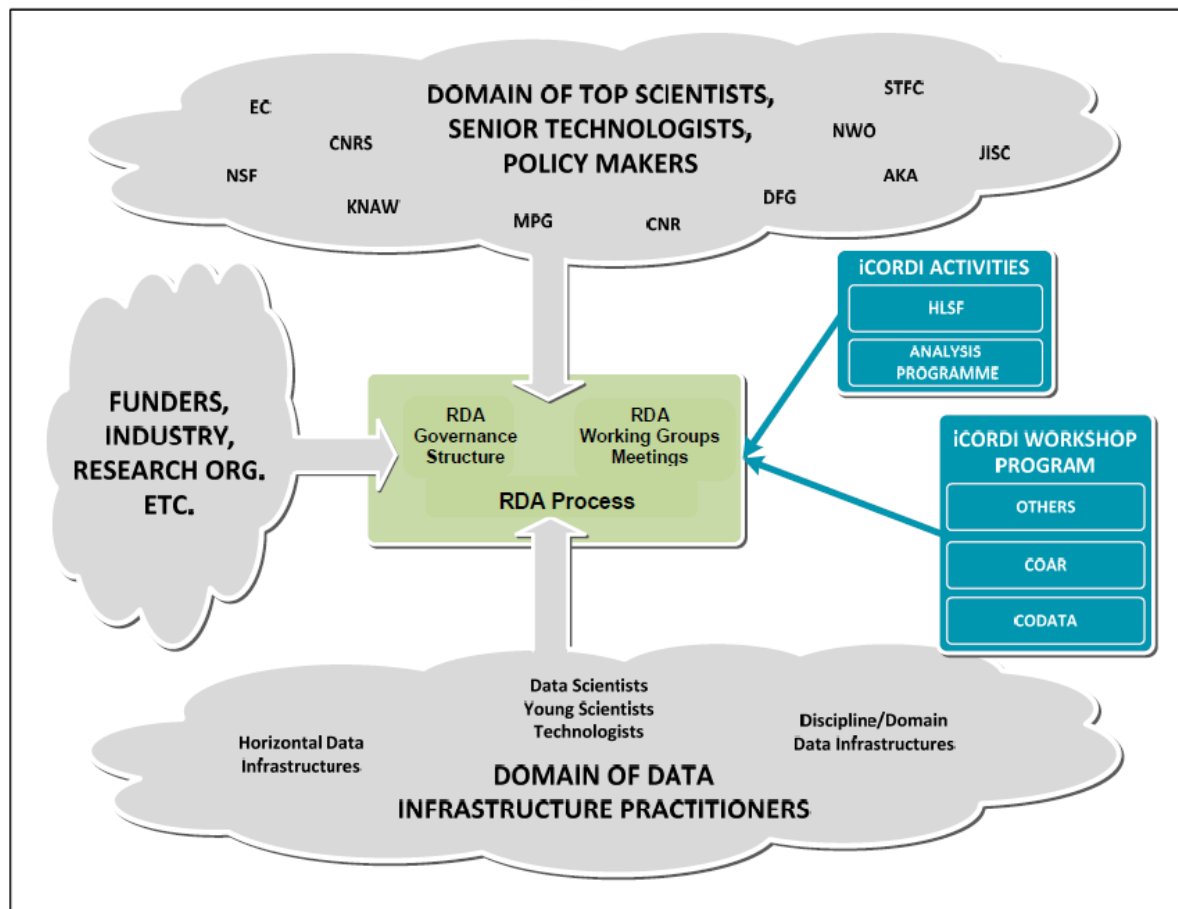 DOMAIN OF TOP SCIENTISTS,
SENIOR TECHNOLOGISTS,
POLICY MAKERS
EC
CNRS
NSF
KNAW
MPG
CNR
DFG
STFC
NWO
JISC
AKA
iCORDI ACTIVITIES
HLSF
ANALYSIS
PROGRAMME
FUNDERS,
INDUSTRY,
RESEARCH ORG.
ETC.
RDA
Governance
Structure
RDA
Working Groups
Meetings
RDA Process
iCORDI WORKSHOP
PROGRAM
OTHERS
COAR
CODATA
Data Scientists
Young Scientists
Technologists
Horizontal Data
Infrastructures
Discipline/Domain
Data Infrastructures
DOMAIN OF DATA
INFRASTRUCTURE PRACTITIONERS